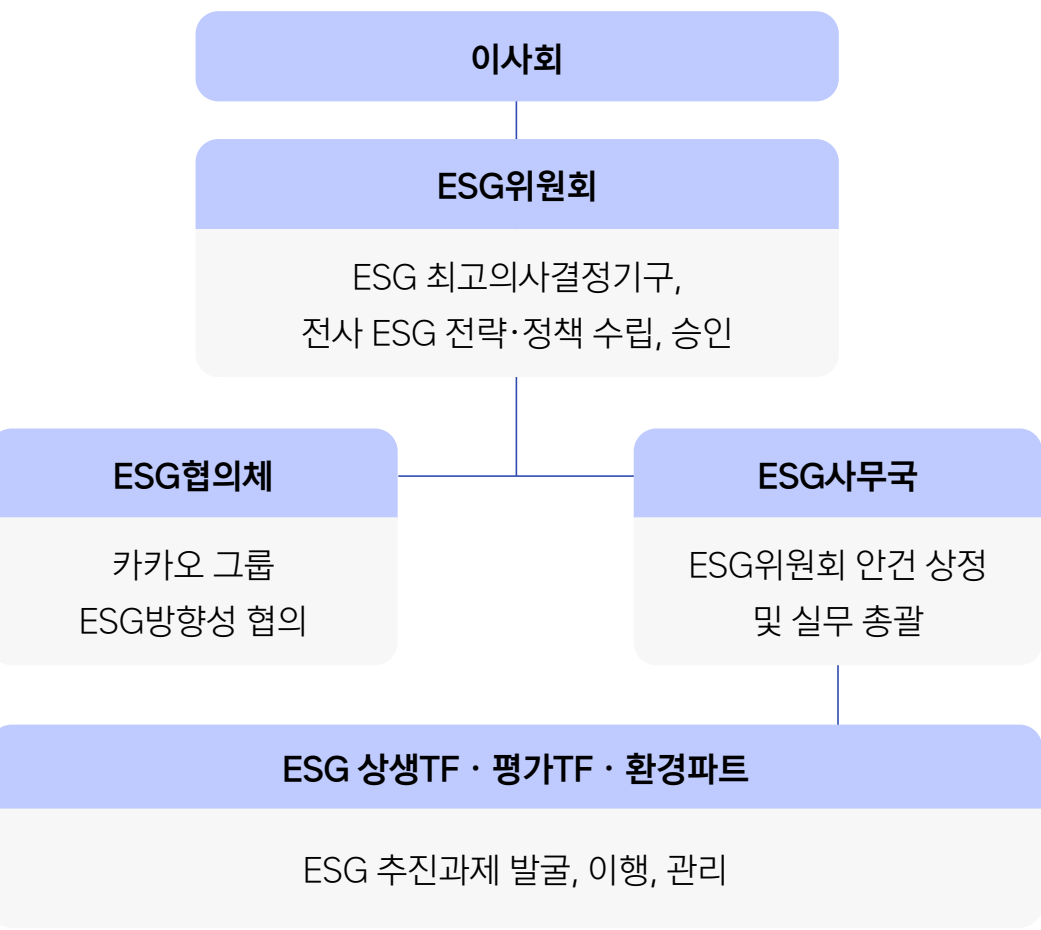 이사회
ESG위원회
ESG 최고의사결정기구,
전사 ESG 전략·정책 수립, 승인
ESG협의체
카카오 그룹
ESG방향성 협의
ESG사무국
ESG위원회 안건 상정
및 실무 총괄
ESG 상생TF · 평가TF · 환경파트
ESG 추진과제 발굴, 이행, 관리